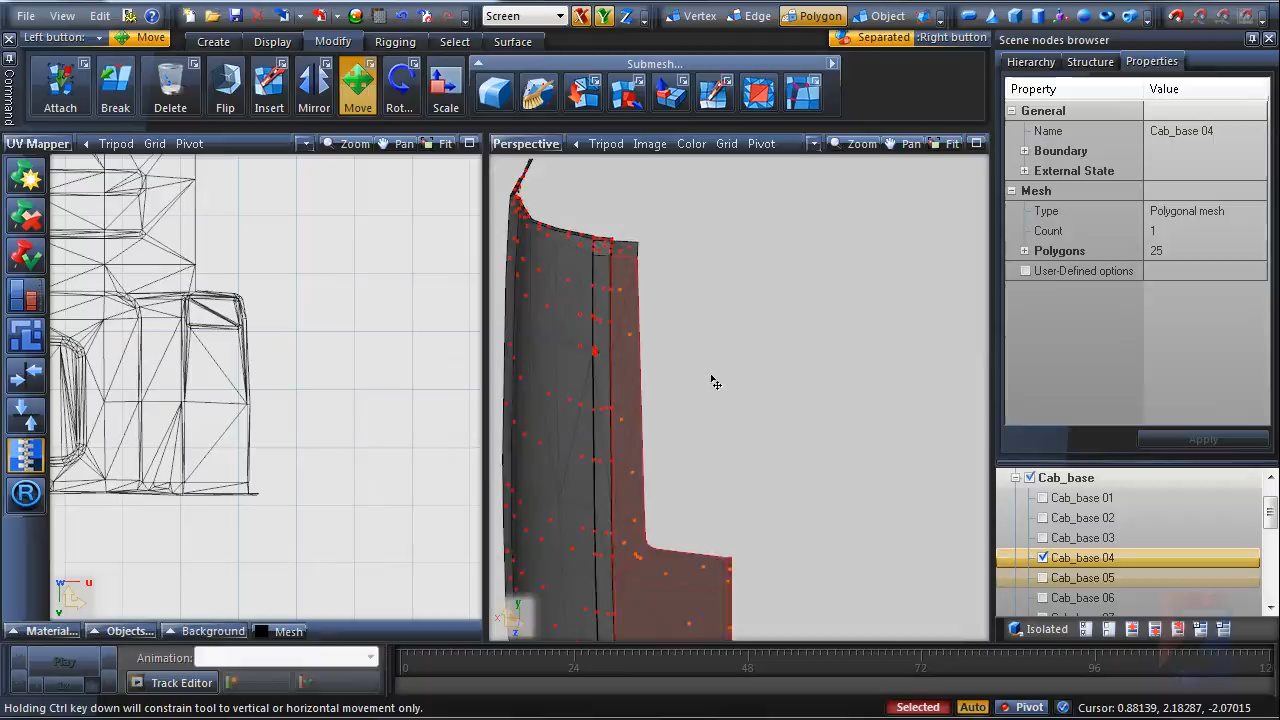 File View Edit Screen X Y Z Vertex Edge Polygon Object
Left button: Move Create Display Modify Rigging Select Surface Separated :Right button
Scene nodes browser
Hierarchy Structure Properties
Command
Submesh...
Attach Break Delete Flip Insert Mirror Move Rot... Scale
Property Value
General
Name Cab_base 04
Boundary
External State
Mesh
Type Polygonal mesh
Count 1
Polygons 25
User-Defined options
Apply
UV Mapper Tripod Grid Pivot Zoom Pan Fit
Perspective Tripod Image Color Grid Pivot Zoom Pan Fit
R
w u
v
y
x
z
Cab_base
Cab_base 01
Cab_base 02
Cab_base 03
Cab_base 04
Cab_base 05
Cab_base 06
Isolated
Material... Objects... Background Mesh
Play Animation:
Track Editor
0 24 48 72 96 12
Holding Ctrl key down will constrain tool to vertical or horizontal movement only.
Selected Auto Pivot Cursor: 0.88139, 2.18287, -2.07015